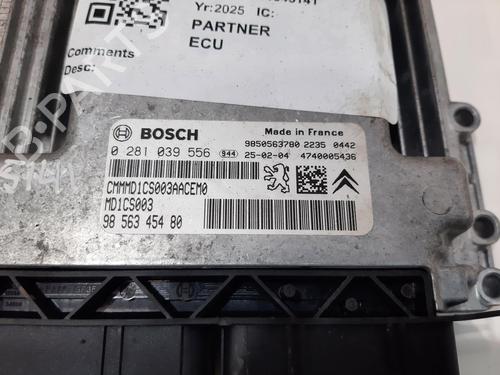 Yr:2025 IC:
PARTNER
ECU
Comments
Desc:
BOSCH
Made in France
9850563780 2235 0442
0 281 039 556 944 25-02-04 4740005436
CMMMD1CS003AACEM0
MD1CS003
98 563 454 80